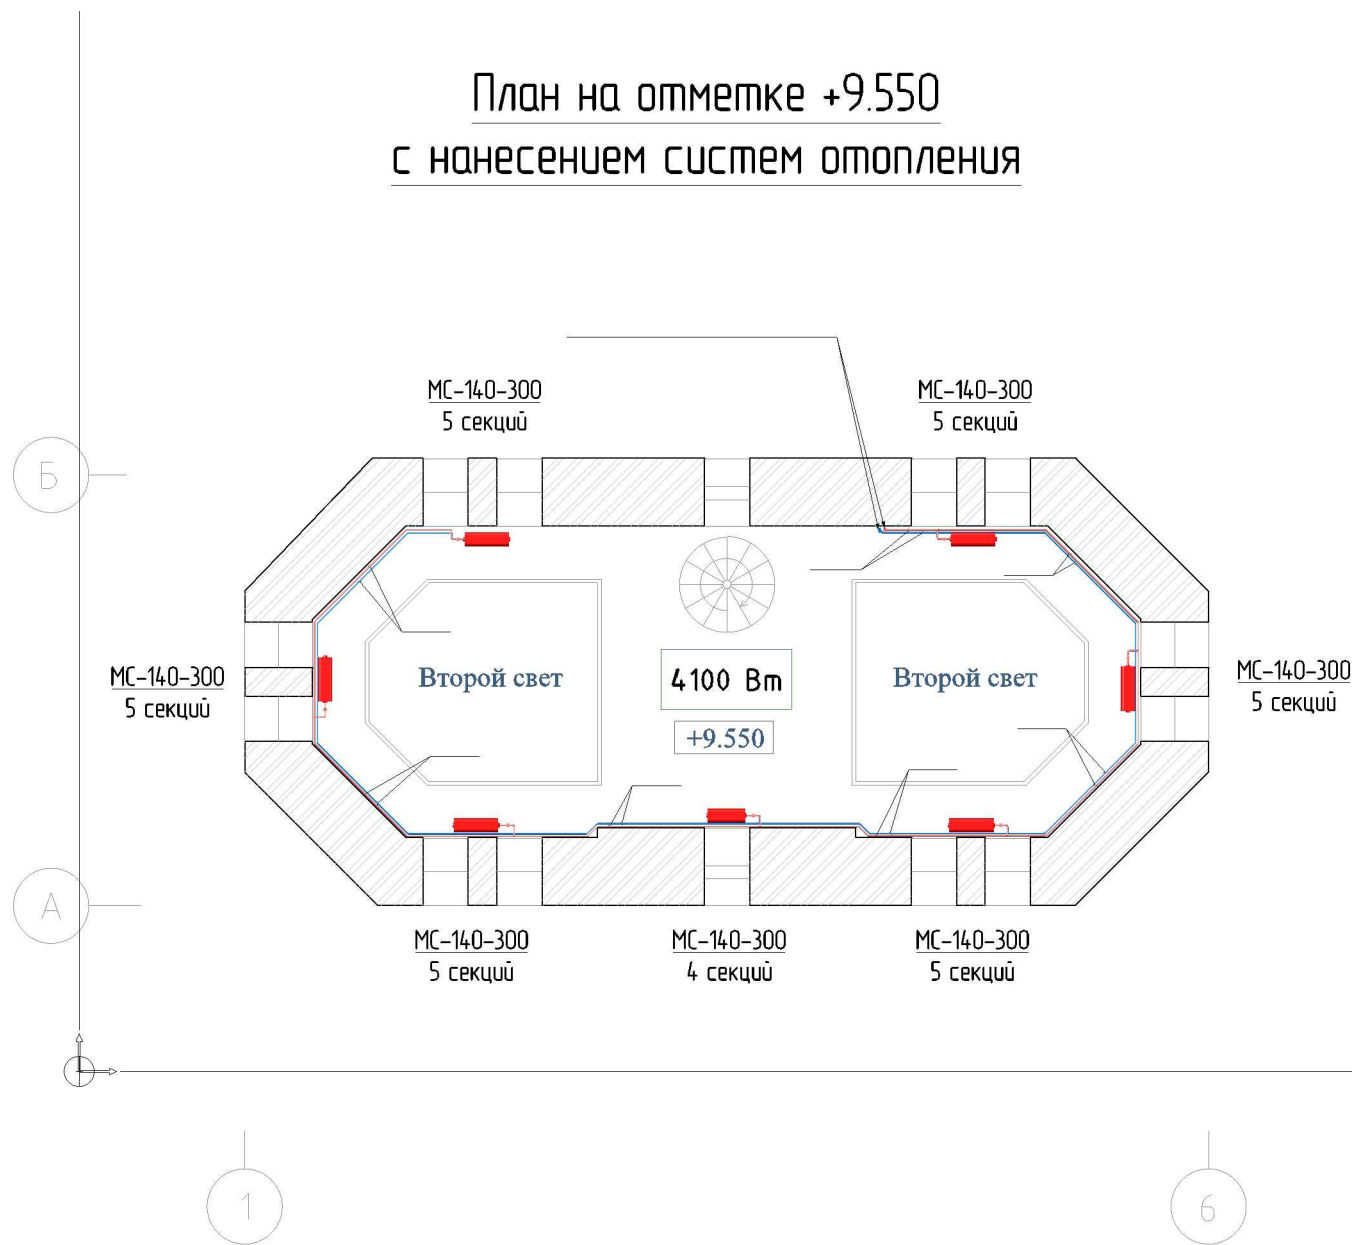 План на отметке +9.550
с нанесением систем отопления
МС-140-300
5 секций
МС-140-300
5 секций
Б
МС-140-300
5 секций
Второй свет
4100 Вт
Второй свет
МС-140-300
5 секций
+9.550
А
МС-140-300
5 секций
МС-140-300
4 секций
МС-140-300
5 секций
1
6